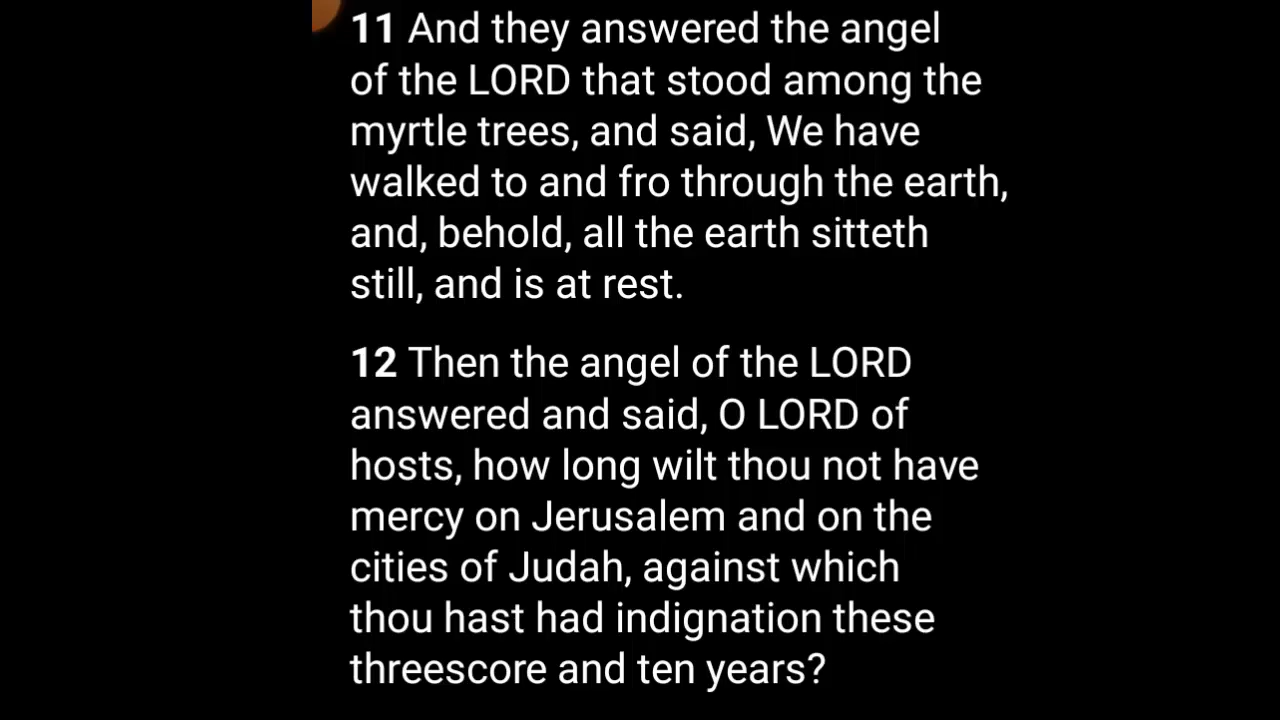 11 And they answered the angel
of the LORD that stood among the
myrtle trees, and said, We have
walked to and fro through the earth,
and, behold, all the earth sitteth
still, and is at rest.
12 Then the angel of the LORD
answered and said, O LORD of
hosts, how long wilt thou not have
mercy on Jerusalem and on the
cities of Judah, against which
thou hast had indignation these
threescore and ten years?